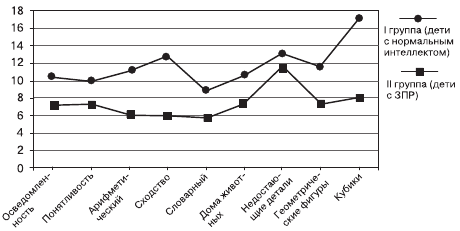 18
16
14
12
10
8
6
4
2
0
I группа (дети
с нормальным
интеллектом)
II группа (дети
с ЗПР)
Осведомлен-
ность
Понятливость
Арифмети-
ческий
Сходство
Словарный
Дома живот-
ных
Недостаю-
щие детали
Геометриче-
ские фигуры
Кубики